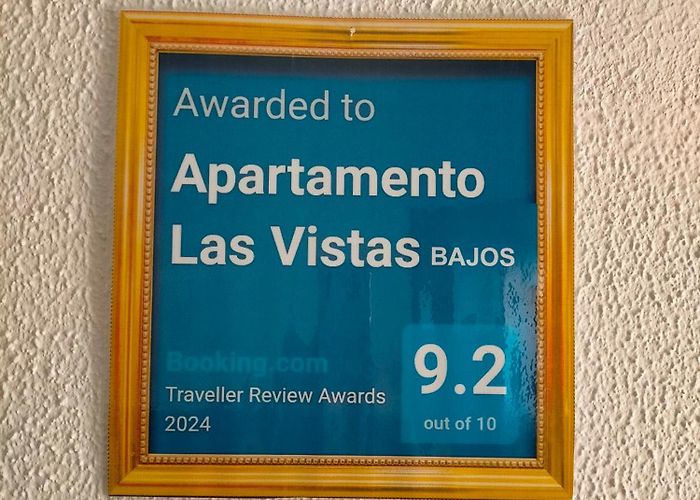 Awarded to
Apartamento
Las Vistas BAJOS
Booking.com
Traveller Review Awards
2024
9.2
out of 10